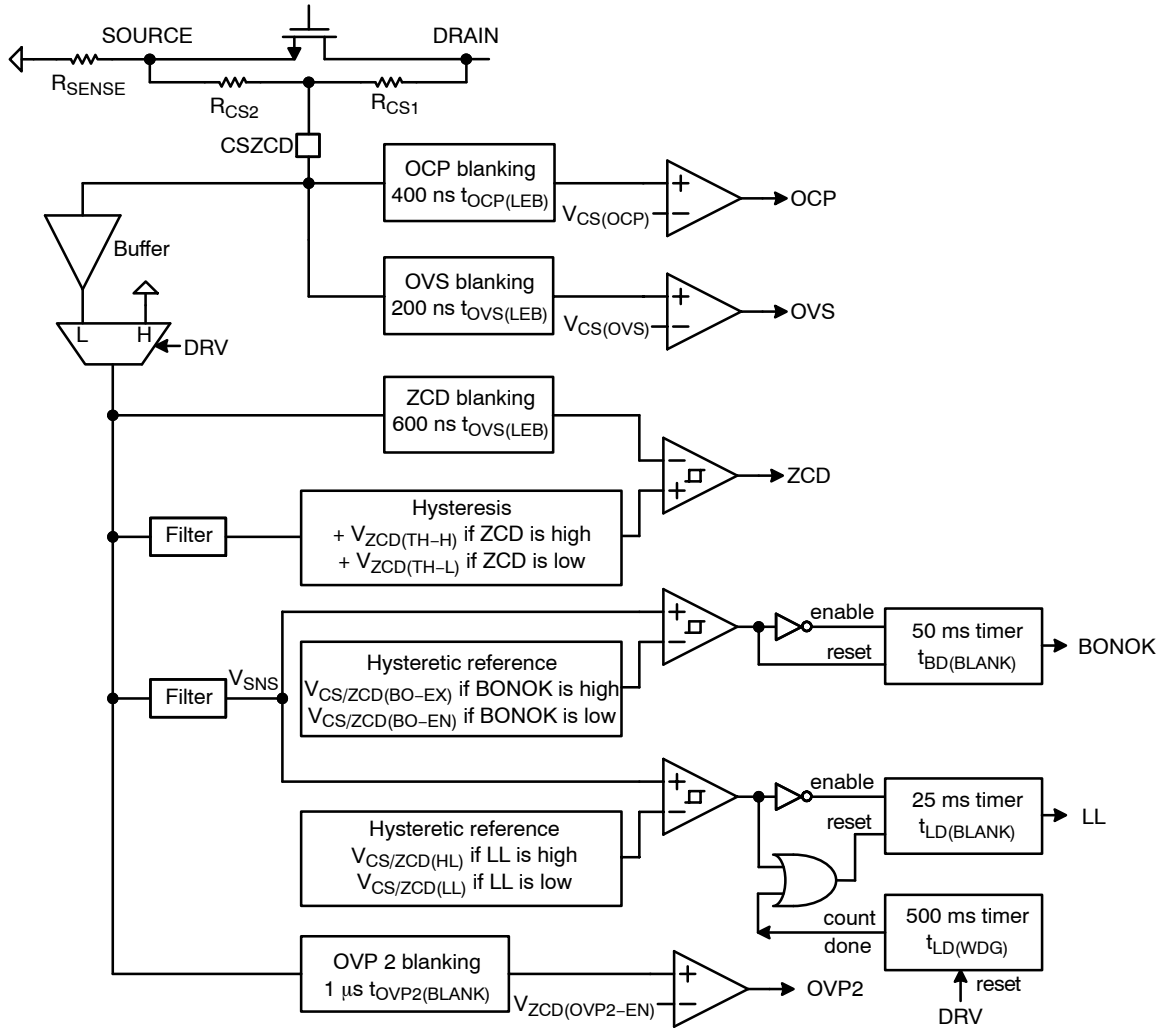 SOURCE
DRAIN
RSENSE
RCS2
RCS1
CSZCD
OCP blanking
400 ns tOCP(LEB)
+
−
VCS(OCP)
OCP
Buffer
OVS blanking
200 ns tOVS(LEB)
+
−
VCS(OVS)
OVS
L
H
DRV
ZCD blanking
600 ns tOVS(LEB)
−
+
ZCD
Filter
Hysteresis
+ VZCD(TH−H) if ZCD is high
+ VZCD(TH−L) if ZCD is low
+
−
enable
reset
50 ms timer
tBD(BLANK)
BONOK
Filter
VSNS
Hysteretic reference
VCS/ZCD(BO−EX) if BONOK is high
VCS/ZCD(BO−EN) if BONOK is low
+
−
enable
reset
25 ms timer
tLD(BLANK)
LL
Hysteretic reference
VCS/ZCD(HL) if LL is high
VCS/ZCD(LL) if LL is low
count
done
500 ms timer
tLD(WDG)
reset
DRV
OVP 2 blanking
1 μs tOVP2(BLANK)
+
−
VZCD(OVP2−EN)
OVP2